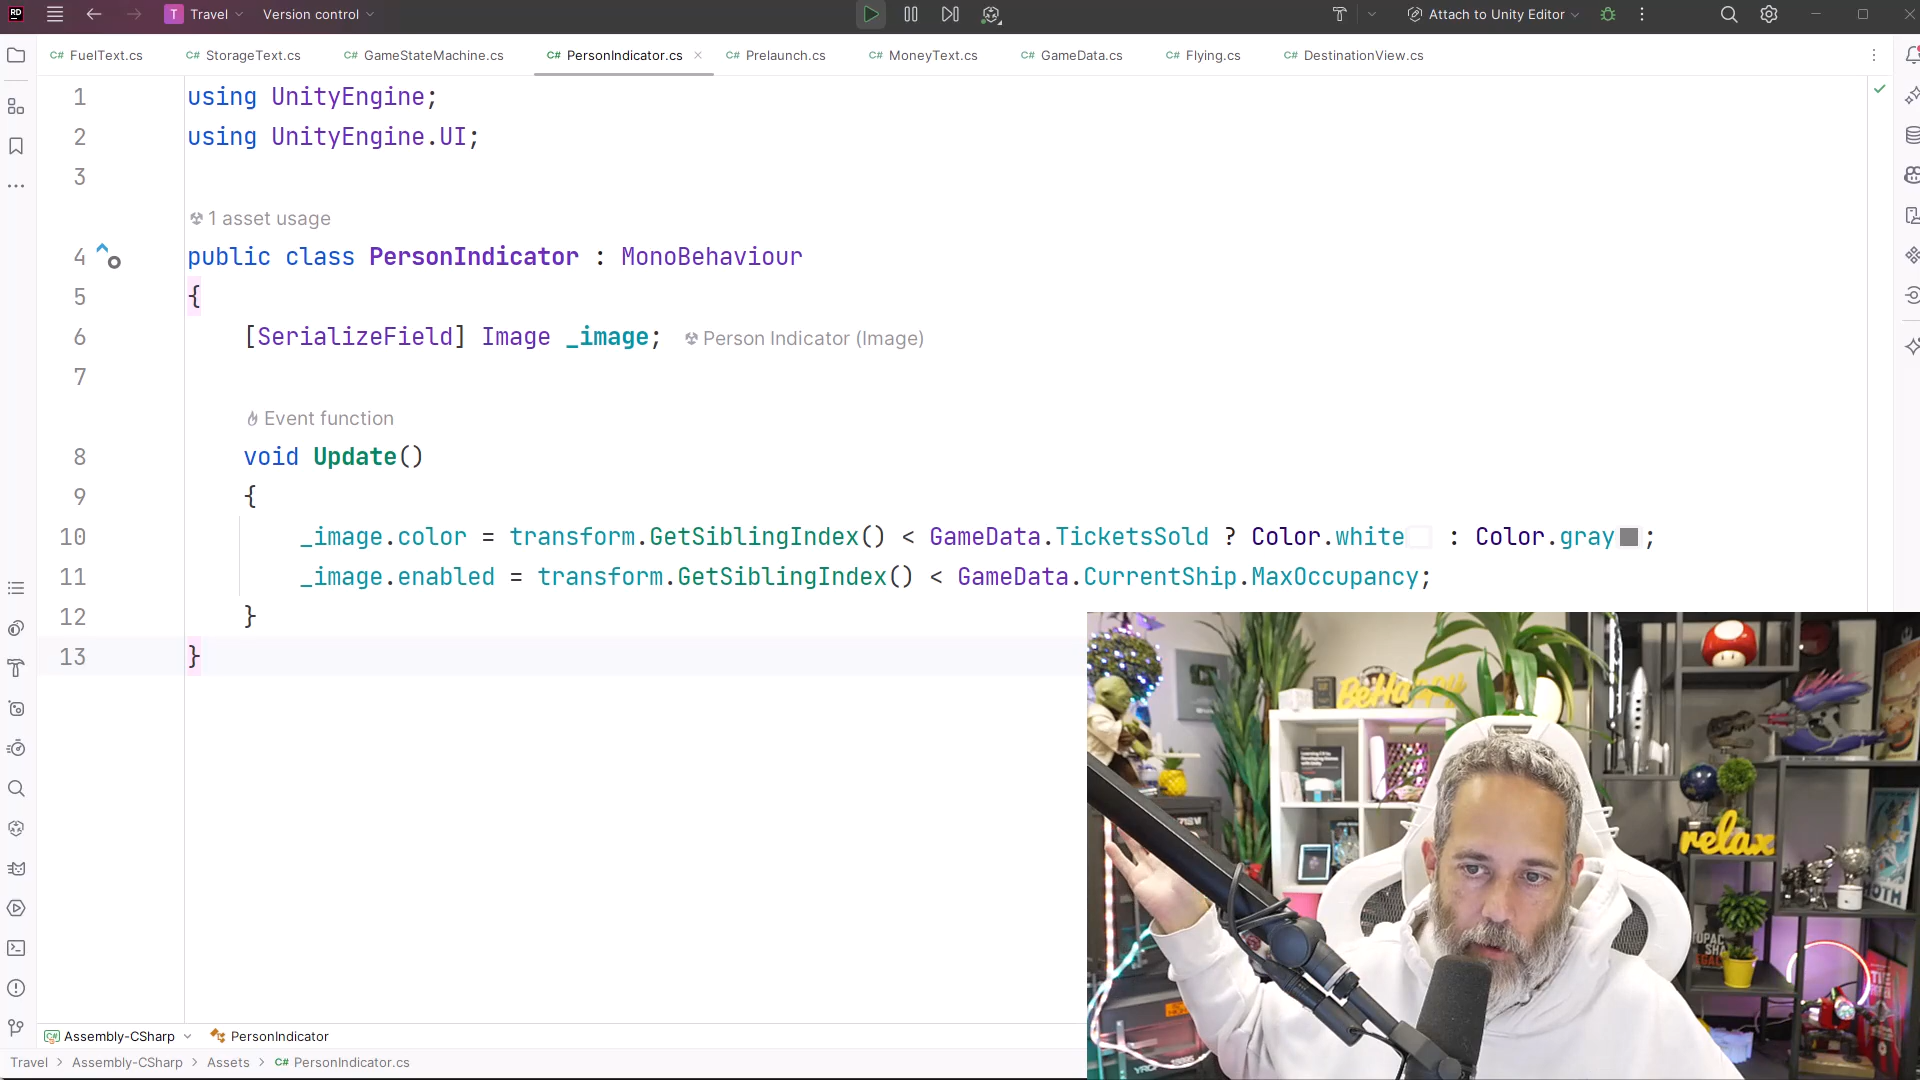 RD T Travel Version control Attach to Unity Editor
C# FuelText.cs C# StorageText.cs C# GameStateMachine.cs C# PersonIndicator.cs C# Prelaunch.cs C# MoneyText.cs C# GameData.cs C# Flying.cs C# DestinationView.cs
1 using UnityEngine;
2 using UnityEngine.UI;
3
1 asset usage
4 public class PersonIndicator : MonoBehaviour
5 {
6 [SerializeField] Image _image; Person Indicator (Image)
7
Event function
8 void Update()
9 {
10 _image.color = transform.GetSiblingIndex() < GameData.TicketsSold ? Color.white : Color.gray ;
11 _image.enabled = transform.GetSiblingIndex() < GameData.CurrentShip.MaxOccupancy;
12 }
13 }
BeHappy
relax
Assembly-CSharp PersonIndicator
Travel > Assembly-CSharp > Assets > C# PersonIndicator.cs